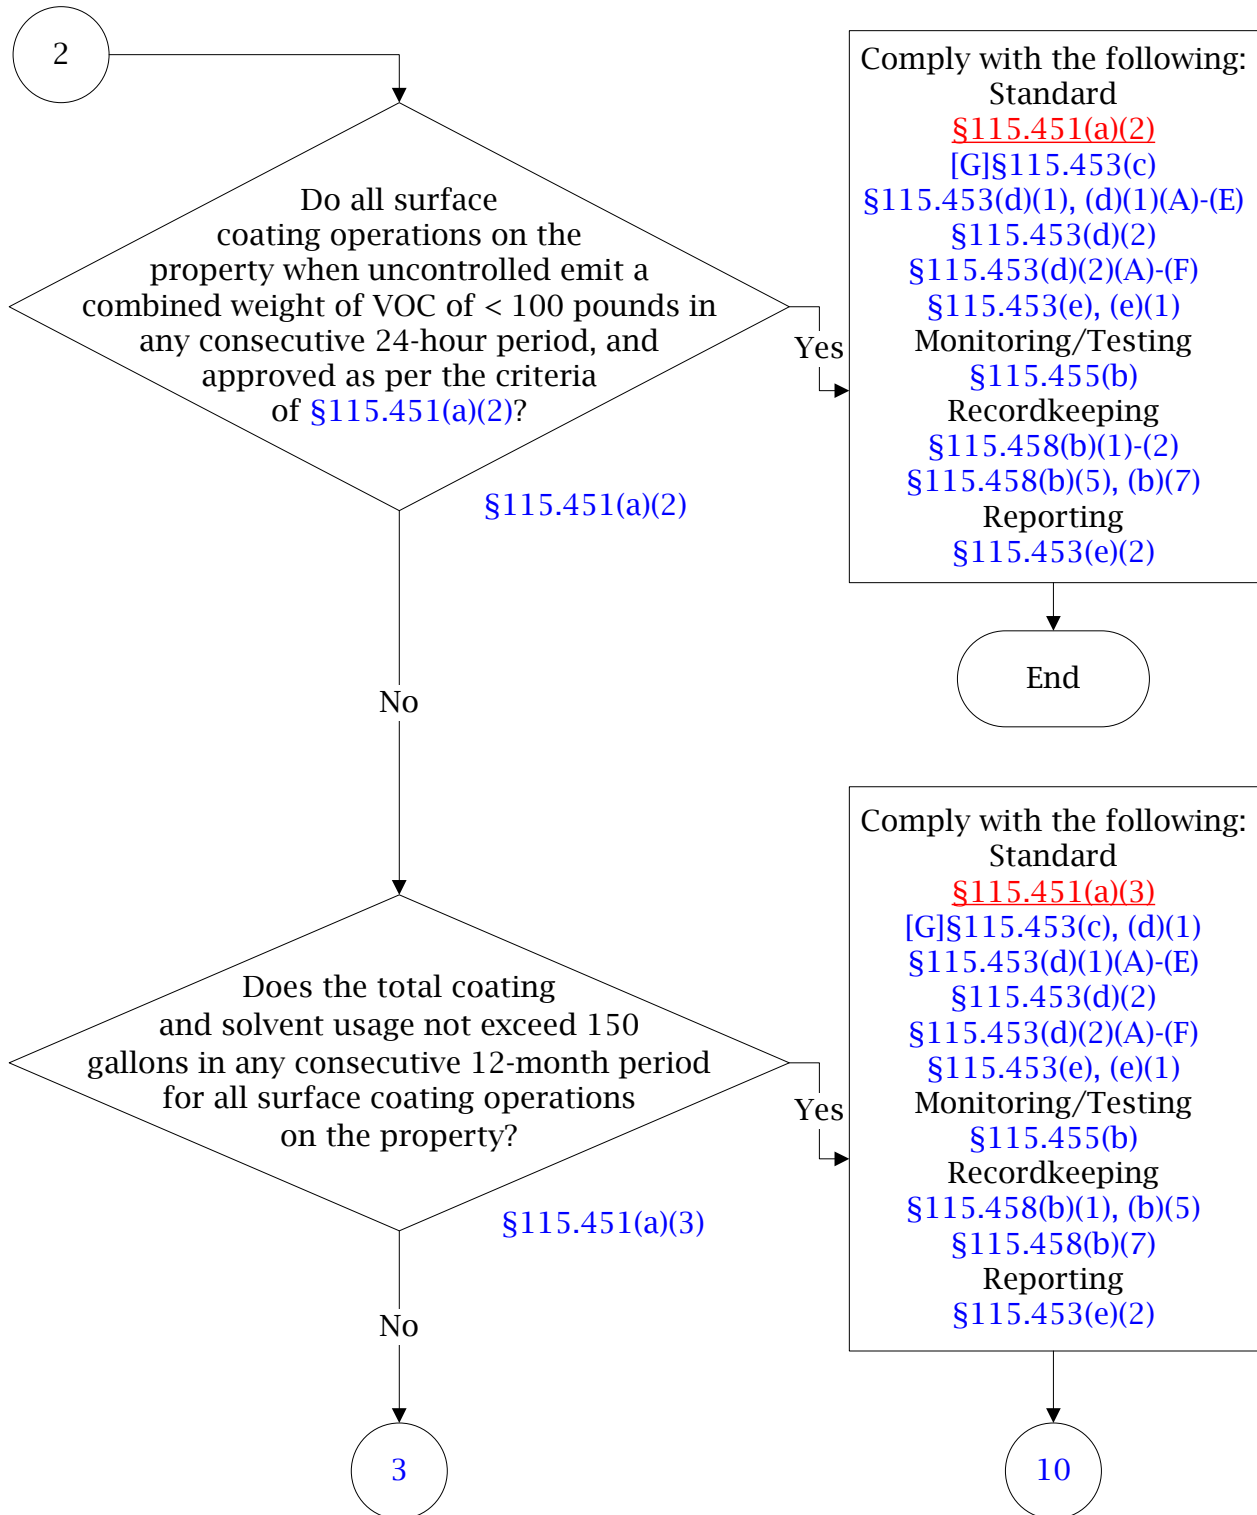 2
Do all surface
coating operations on the
property when uncontrolled emit a
combined weight of VOC of < 100 pounds in
any consecutive 24-hour period, and
approved as per the criteria
of §115.451(a)(2)?
§115.451(a)(2)
Yes
Comply with the following:
Standard
§115.451(a)(2)
[G]§115.453(c)
§115.453(d)(1), (d)(1)(A)-(E)
§115.453(d)(2)
§115.453(d)(2)(A)-(F)
§115.453(e), (e)(1)
Monitoring/Testing
§115.455(b)
Recordkeeping
§115.458(b)(1)-(2)
§115.458(b)(5), (b)(7)
Reporting
§115.453(e)(2)
End
No
Does the total coating
and solvent usage not exceed 150
gallons in any consecutive 12-month period
for all surface coating operations
on the property?
§115.451(a)(3)
Yes
Comply with the following:
Standard
§115.451(a)(3)
[G]§115.453(c), (d)(1)
§115.453(d)(1)(A)-(E)
§115.453(d)(2)
§115.453(d)(2)(A)-(F)
§115.453(e), (e)(1)
Monitoring/Testing
§115.455(b)
Recordkeeping
§115.458(b)(1), (b)(5)
§115.458(b)(7)
Reporting
§115.453(e)(2)
No
3
10